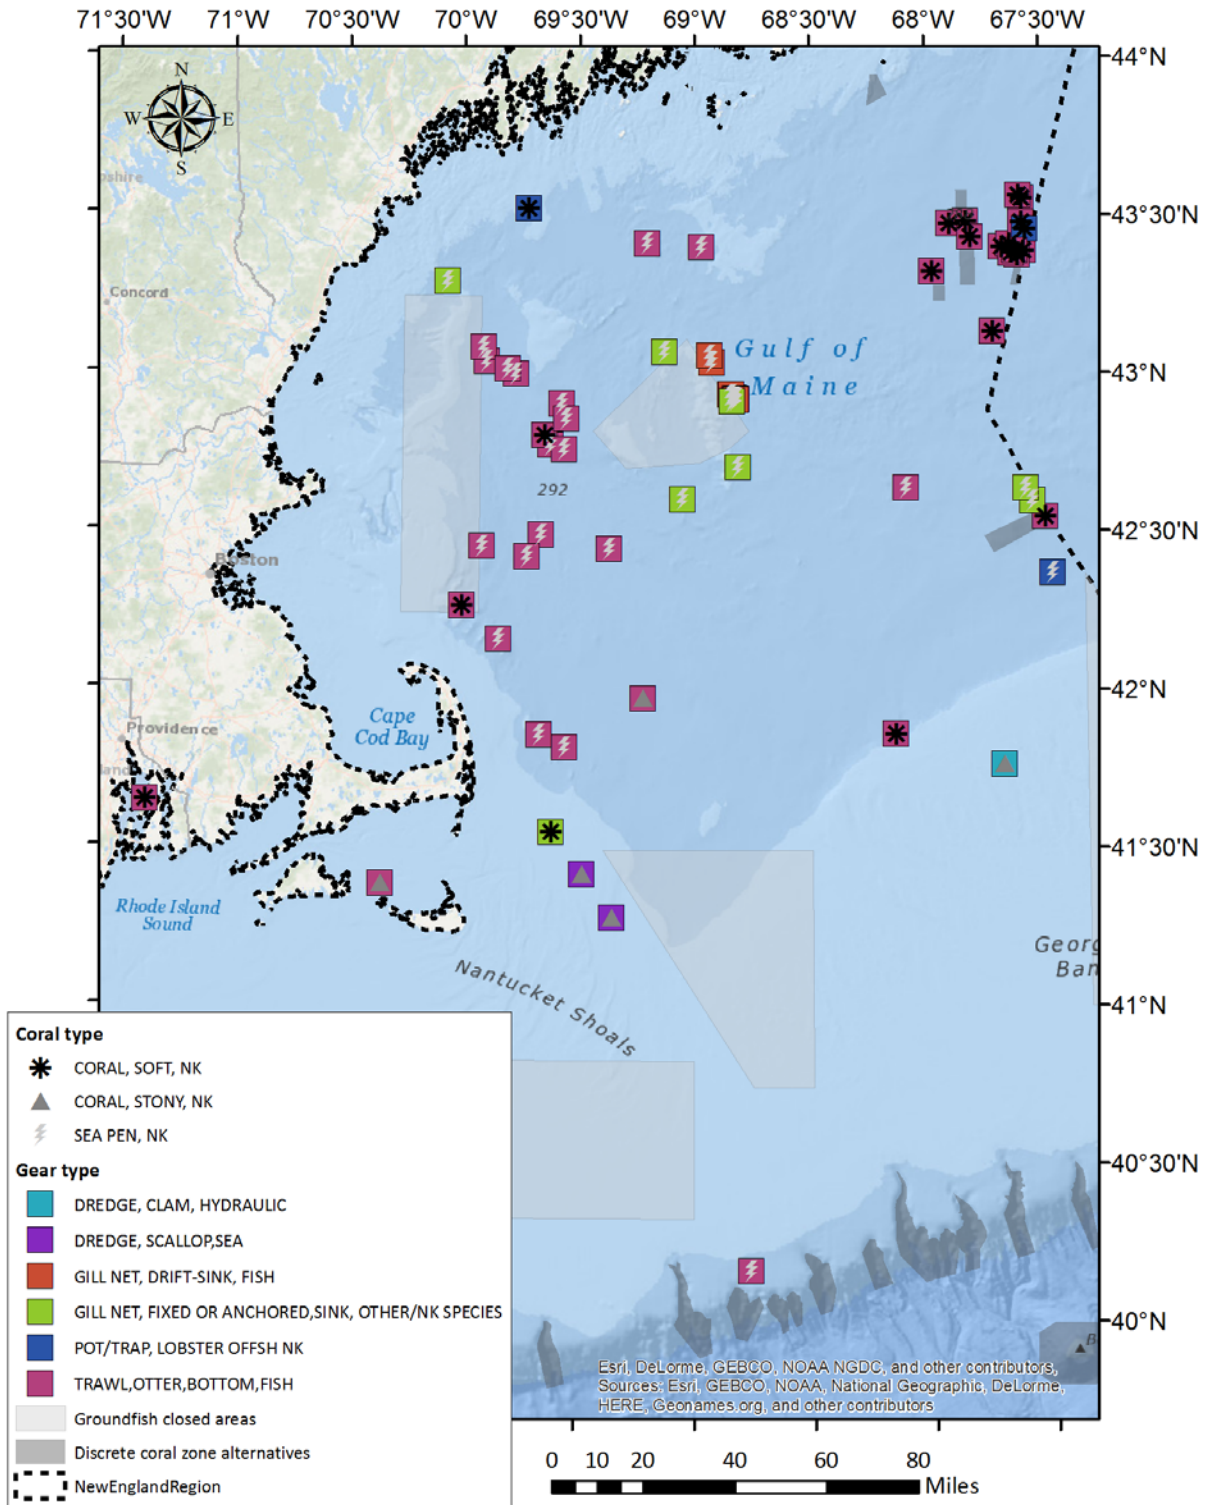 71°30'W 71°W 70°30'W 70°W 69°30'W 69°W 68°30'W 68°W 67°30'W
44°N
N
W E
S
shire
43°30'N
Concord
Gulf of
43°N
Maine
292
42°30'N
Boston
42°N
Cape
Cod Bay
Providence
land
41°30'N
Rhode Island
Sound
Georg
Ban
Nantucket Shoals
41°N
40°30'N
40°N
B
Coral type
CORAL, SOFT, NK
CORAL, STONY, NK
SEA PEN, NK
Gear type
DREDGE, CLAM, HYDRAULIC
DREDGE, SCALLOP,SEA
GILL NET, DRIFT-SINK, FISH
GILL NET, FIXED OR ANCHORED,SINK, OTHER/NK SPECIES
POT/TRAP, LOBSTER OFFSH NK
TRAWL,OTTER,BOTTOM,FISH
Groundfish closed areas
Discrete coral zone alternatives
NewEnglandRegion
Esri, DeLorme, GEBCO, NOAA NGDC, and other contributors,
Sources: Esri, GEBCO, NOAA, National Geographic, DeLorme,
HERE, Geonames.org, and other contributors
0 10 20 40 60 80
Miles